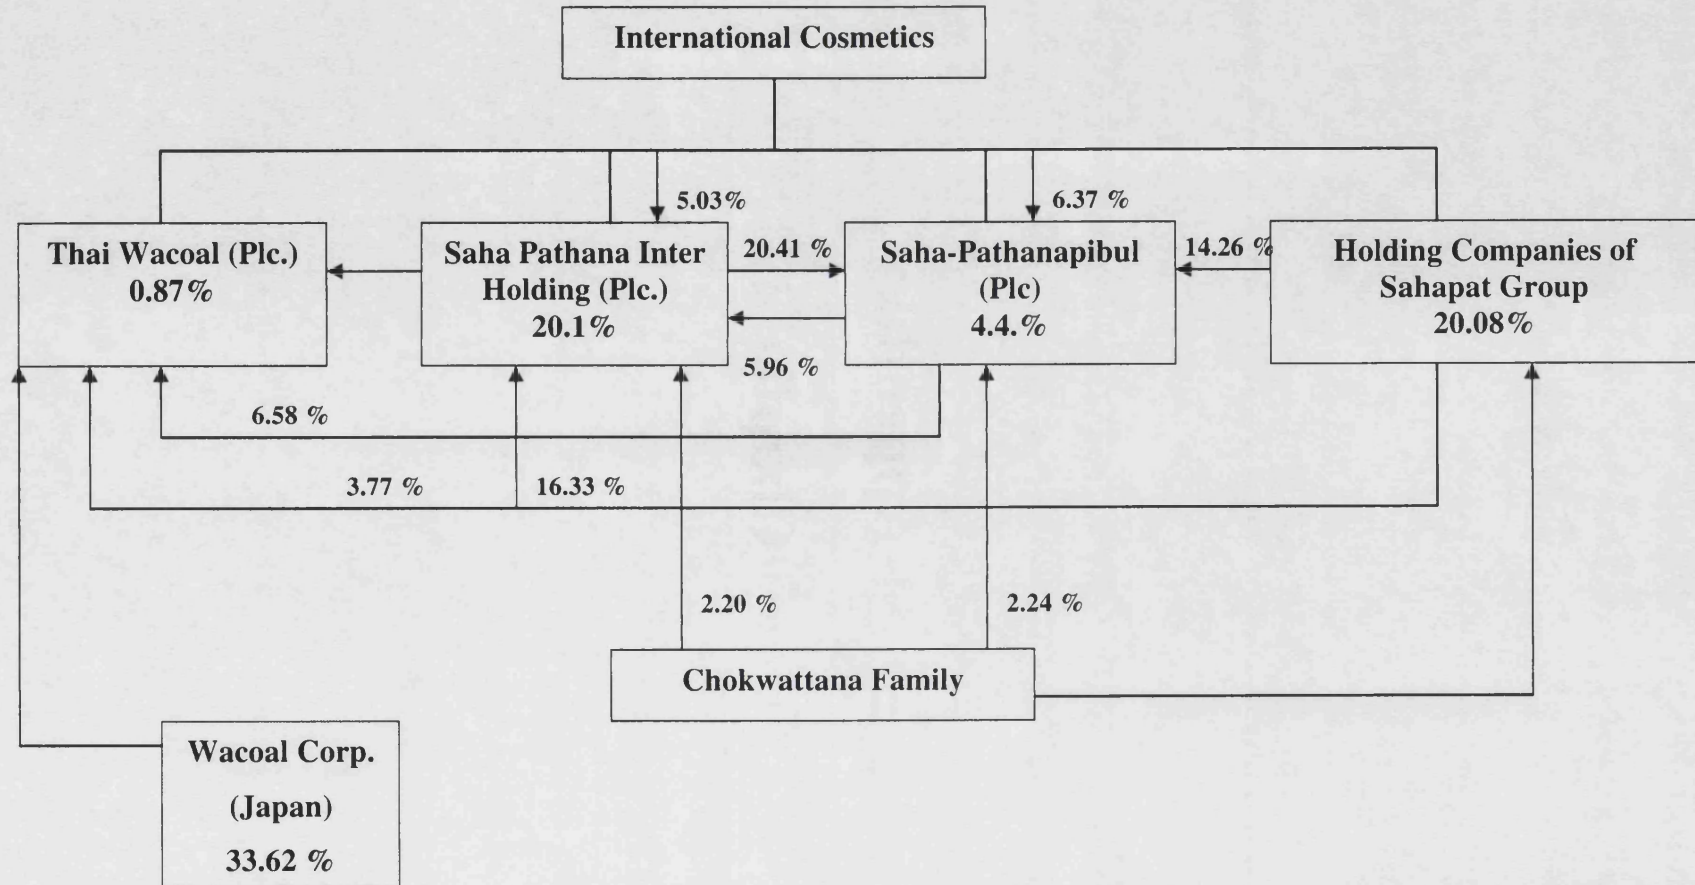 International Cosmetics
5.03%
6.37 %
Thai Wacoal (Plc.)
0.87%
Saha Pathana Inter
Holding (Plc.)
20.1%
20.41 %
Saha-Pathanapibul
(Plc)
4.4.%
14.26 %
Holding Companies of
Sahapat Group
20.08%
5.96 %
6.58 %
3.77 %
16.33 %
2.20 %
2.24 %
Chokwattana Family
Wacoal Corp.
(Japan)
33.62 %